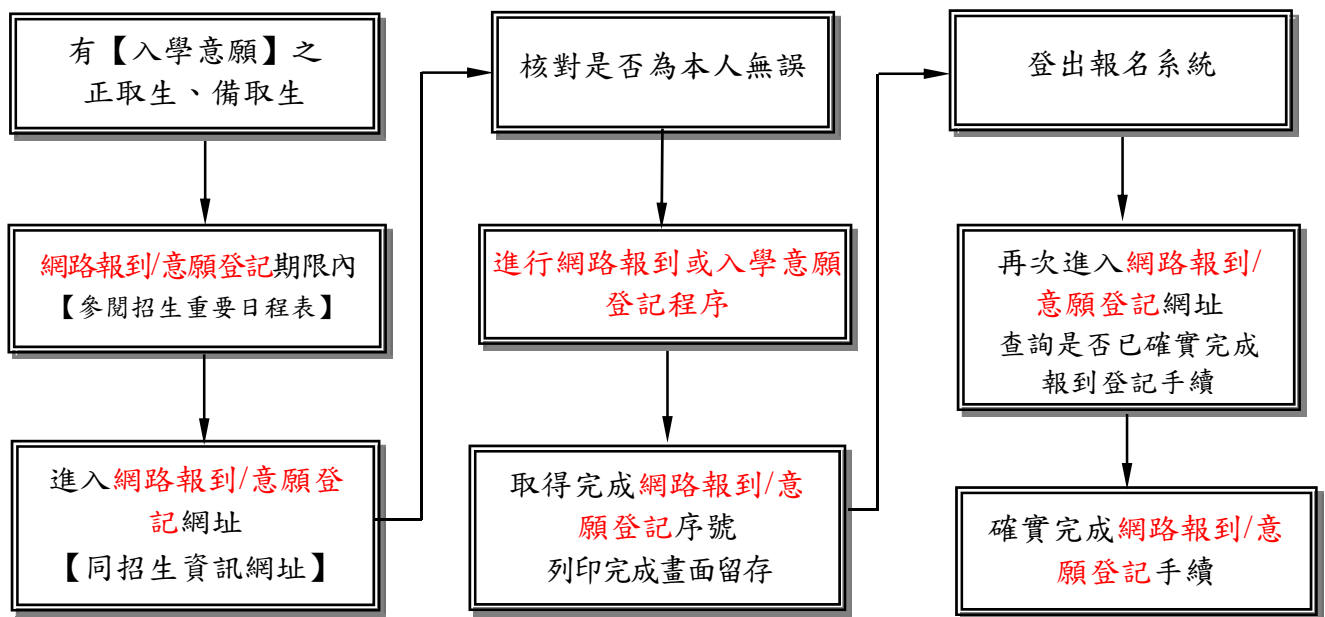 有【入學意願】之
正取生、備取生
網路報到/意願登記期限內
【參閱招生重要日程表】
進入網路報到/意願登
記網址
【同招生資訊網址】
核對是否為本人無誤
進行網路報到或入學意願
登記程序
取得完成網路報到/意
願登記序號
列印完成畫面留存
登出報名系統
再次進入網路報到/
意願登記網址
查詢是否已確實完成
報到登記手續
確實完成網路報到/意
願登記手續